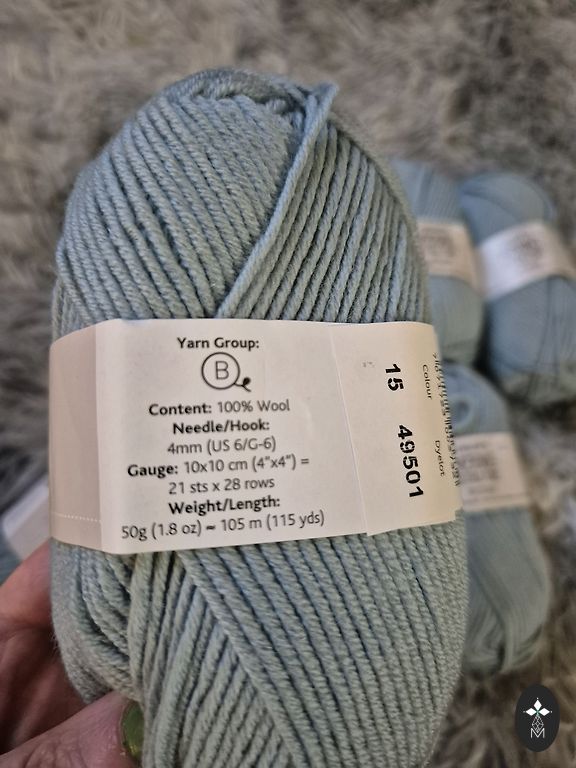 Yarn Group:
B
Content: 100% Wool
Needle/Hook:
4mm (US 6/G-6)
Gauge: 10x10 cm (4"x4") =
21 sts x 28 rows
Weight/Length:
50g (1.8 oz) ≈ 105 m (115 yds)
15 49501
Colour
Dyelot
M